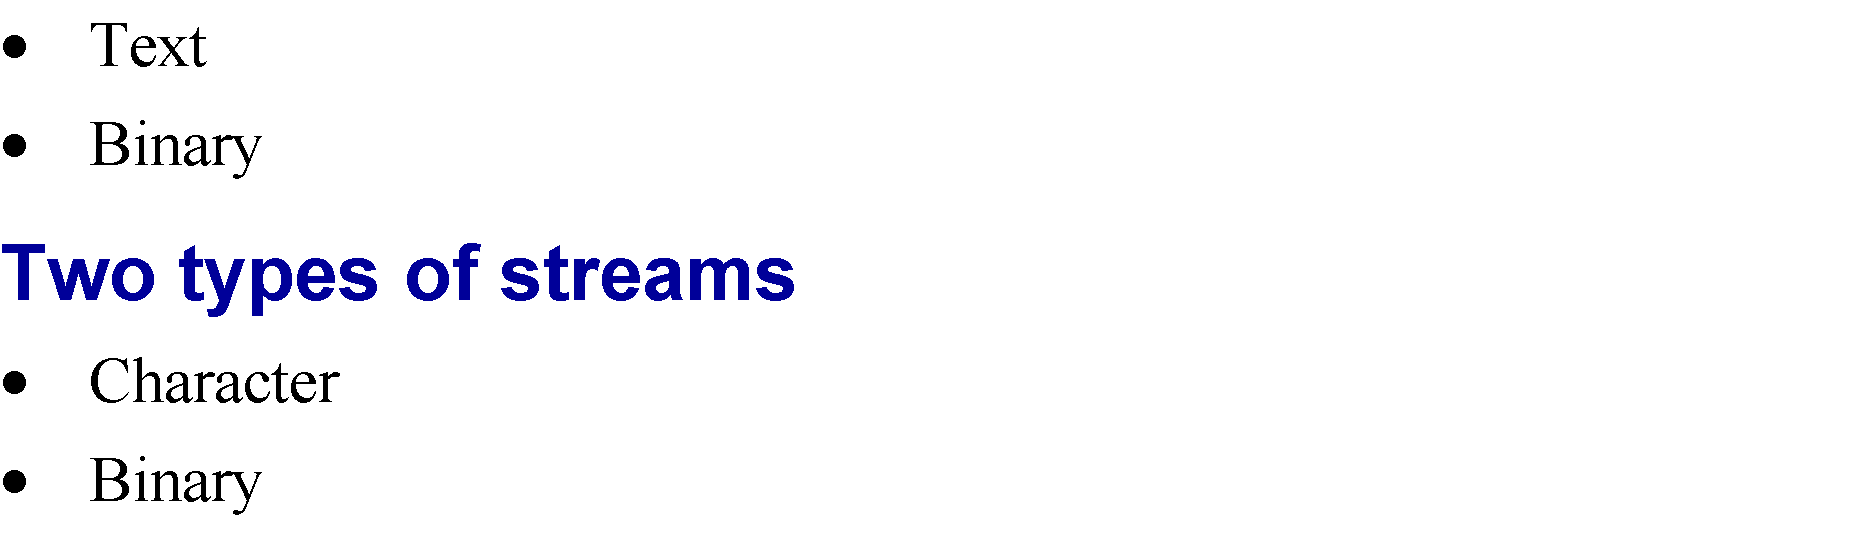 • Text
• Binary
Two types of streams
• Character
• Binary